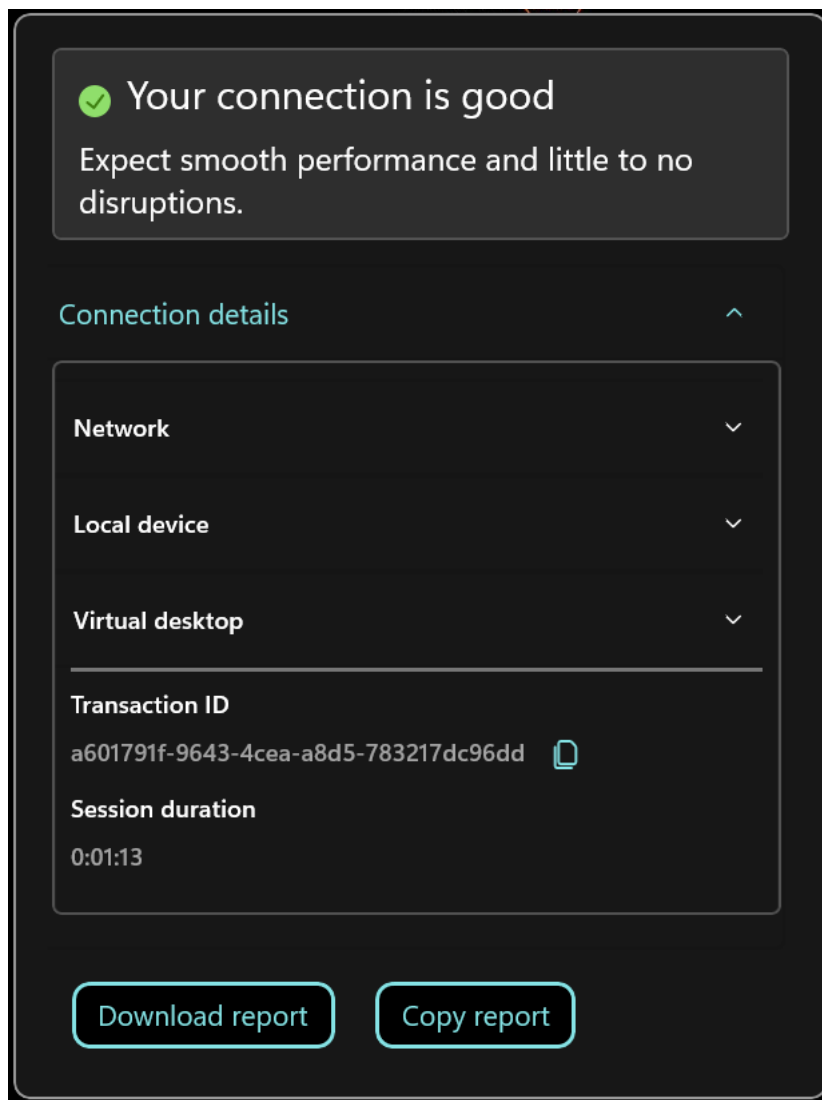 Your connection is good
Expect smooth performance and little to no
disruptions.
Connection details
Network
Local device
Virtual desktop
Transaction ID
a601791f-9643-4cea-a8d5-783217dc96dd
Session duration
0:01:13
Download report
Copy report